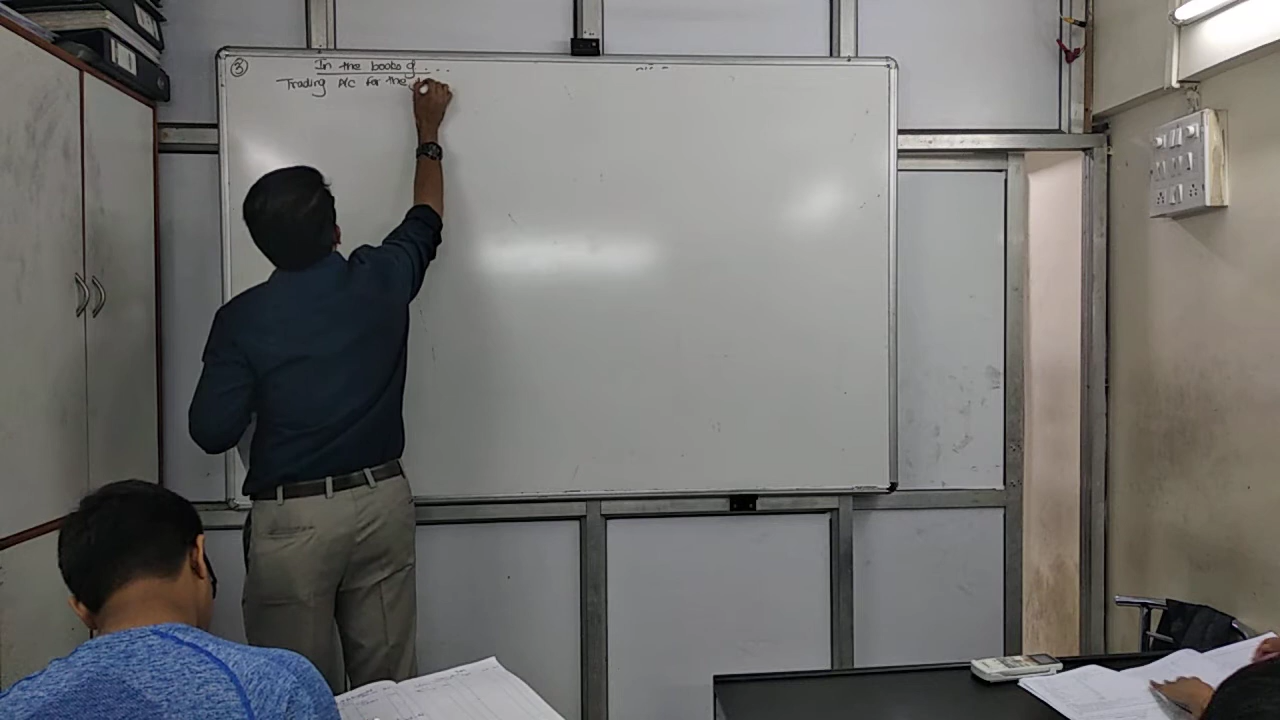 ③ In the books of ....
Trading A/C for the